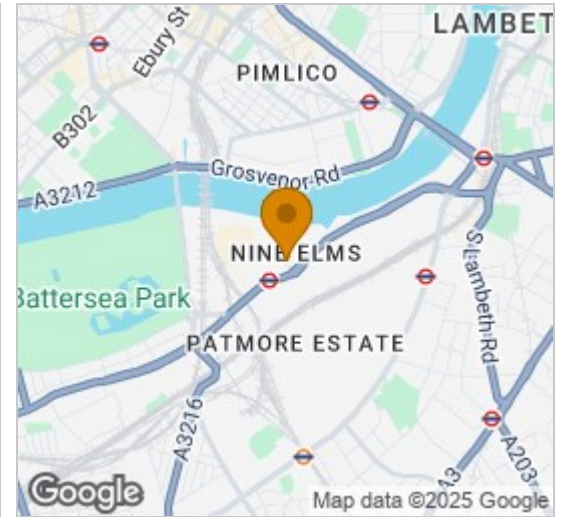 LAMBET
Ebury St
PIMLICO
B302
Grosvenor Rd
A3212
NINE ELMS
Battersea Park
S Lambeth Rd
PATMORE ESTATE
A3216
A3
A203
Google
Map data ©2025 Google